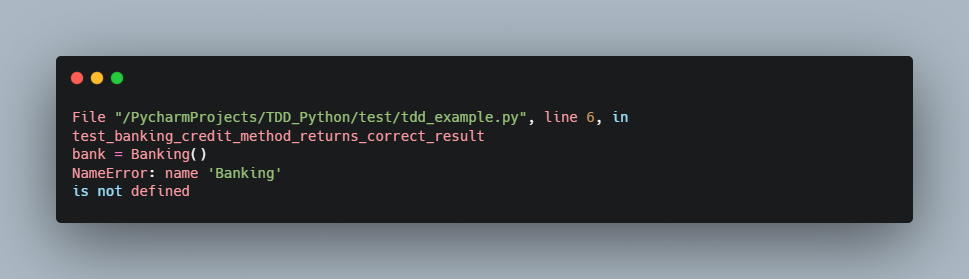 File "/PycharmProjects/TDD_Python/test/tdd_example.py", line 6, in
test_banking_credit_method_returns_correct_result
bank = Banking()
NameError: name 'Banking'
is not defined